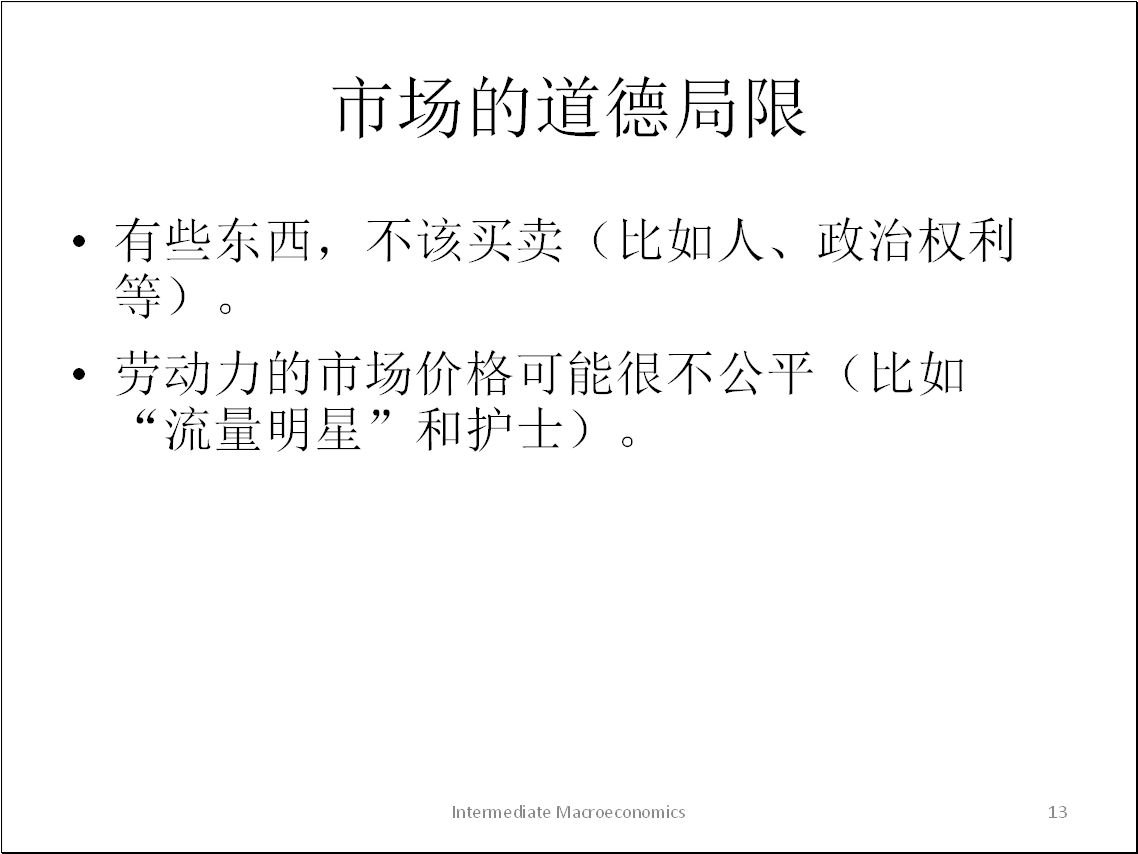 市场的道德局限
• 有些东西，不该买卖（比如人、政治权利
等）。
• 劳动力的市场价格可能很不公平（比如
“流量明星”和护士）。
Intermediate Macroeconomics
13